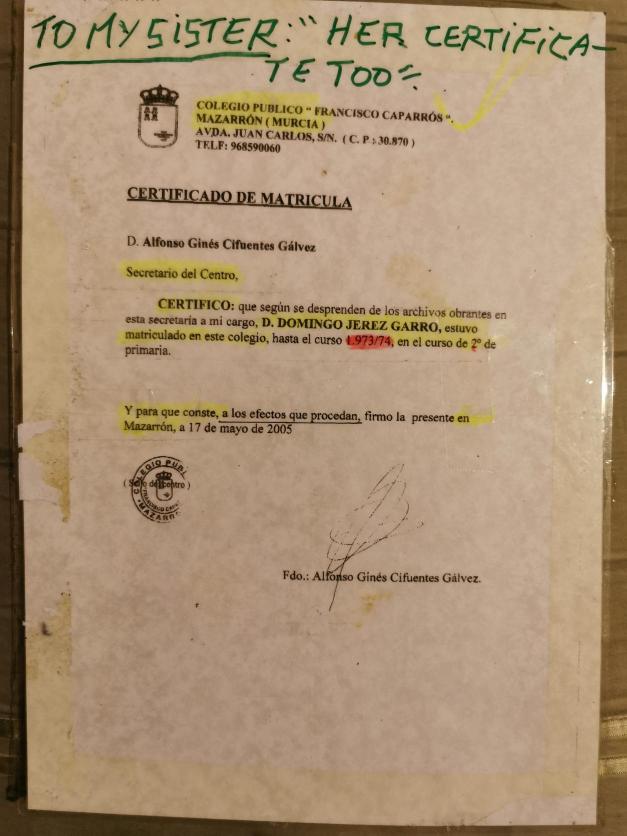 TO MY SISTER: "HER CERTIFICA-
TE TOO"
COLEGIO PUBLICO " FRANCISCO CAPARRÓS ".
MAZARRÓN ( MURCIA )
AVDA. JUAN CARLOS, S/N. ( C. P : 30.870 )
TELF: 968590060
CERTIFICADO DE MATRICULA
D. Alfonso Ginés Cifuentes Gálvez
Secretario del Centro,
CERTIFICO: que según se desprenden de los archivos obrantes en
esta secretaría a mi cargo, D. DOMINGO JEREZ GARRO, estuvo
matriculado en este colegio, hasta el curso 1.973/74, en el curso de 2º de
primaria.
Y para que conste, a los efectos que procedan, firmo la presente en
Mazarrón, a 17 de mayo de 2005
COLEGIO PUBL
centro )
MAZARR
Fdo.: Alfonso Ginés Cifuentes Gálvez.